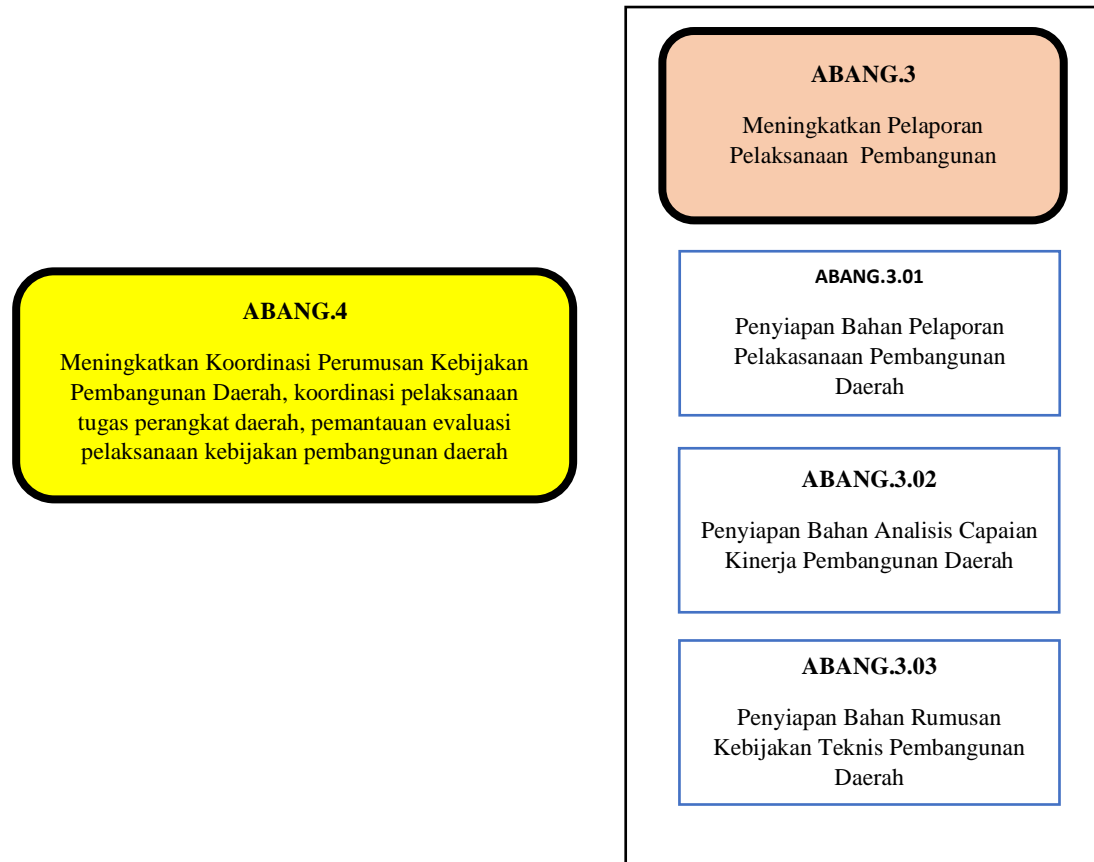 ABANG.3
Meningkatkan Pelaporan
Pelaksanaan Pembangunan
ABANG.3.01
Penyiapan Bahan Pelaporan
Pelakasanaan Pembangunan
Daerah
ABANG.4
Meningkatkan Koordinasi Perumusan Kebijakan
Pembangunan Daerah, koordinasi pelaksanaan
tugas perangkat daerah, pemantauan evaluasi
pelaksanaan kebijakan pembangunan daerah
ABANG.3.02
Penyiapan Bahan Analisis Capaian
Kinerja Pembangunan Daerah
ABANG.3.03
Penyiapan Bahan Rumusan
Kebijakan Teknis Pembangunan
Daerah